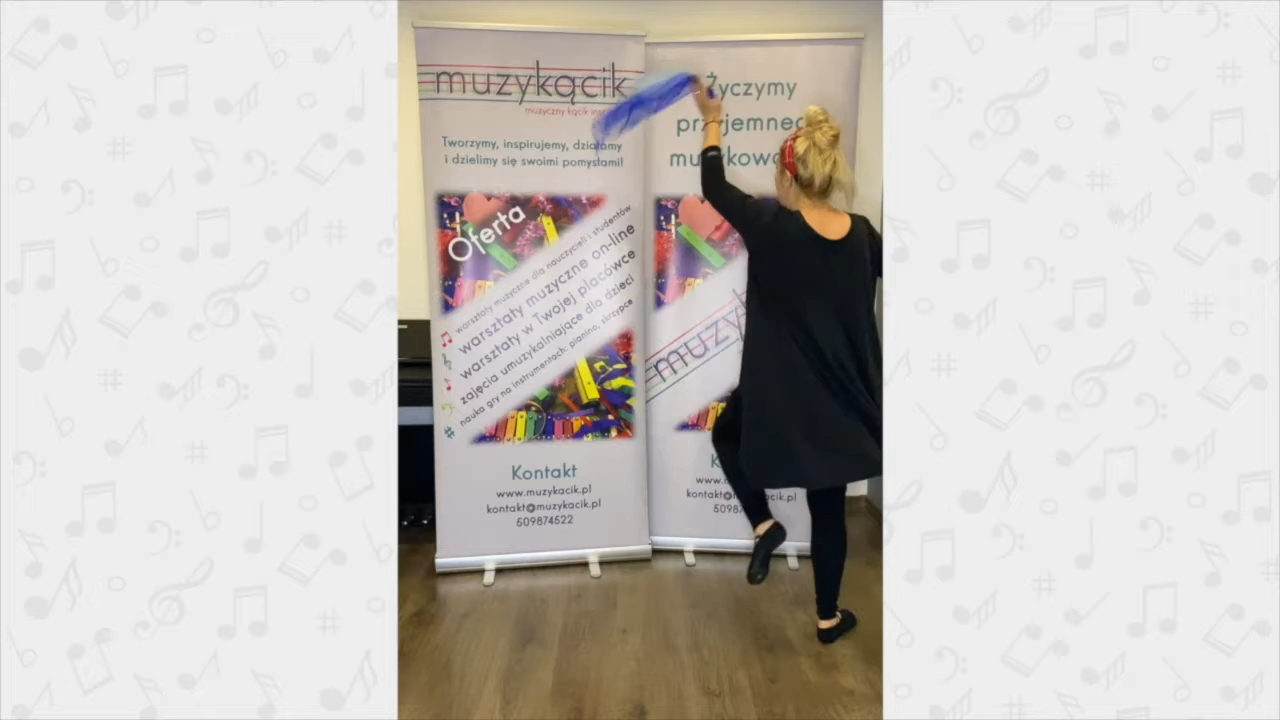 muzykącik
muzyczny kącik
Tworzymy, inspirujemy, działamy
i dzielimy się swoimi pomysłami!
Oferta
warsztaty muzyczne dla nauczycieli i studentów
warsztaty muzyczne on-line
warsztaty w Twojej placówce
zajęcia umuzykalniające dla dzieci
nauka gry na instrumentach: pianino, skrzypce
Kontakt
www.muzykacik.pl
kontakt@muzykacik.pl
509874522
Życzymy